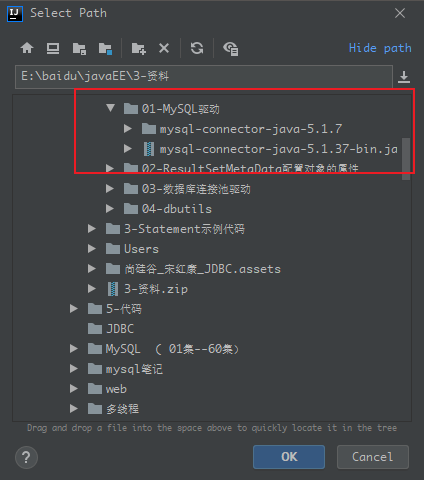 Select Path
Hide path
E:\baidu\javaEE\3-资料
01-MySQL驱动
mysql-connector-java-5.1.7
mysql-connector-java-5.1.37-bin.ja
02-ResultSetMetaData配置对象的属性
03-数据库连接池驱动
04-dbutils
3-Statement示例代码
Users
尚硅谷_宋红康_JDBC.assets
3-资料.zip
5-代码
JDBC
MySQL （ 01集--60集）
mysql笔记
web
多线程
Drag and drop a file into the space above to quickly locate it in the tree
?
OK
Cancel